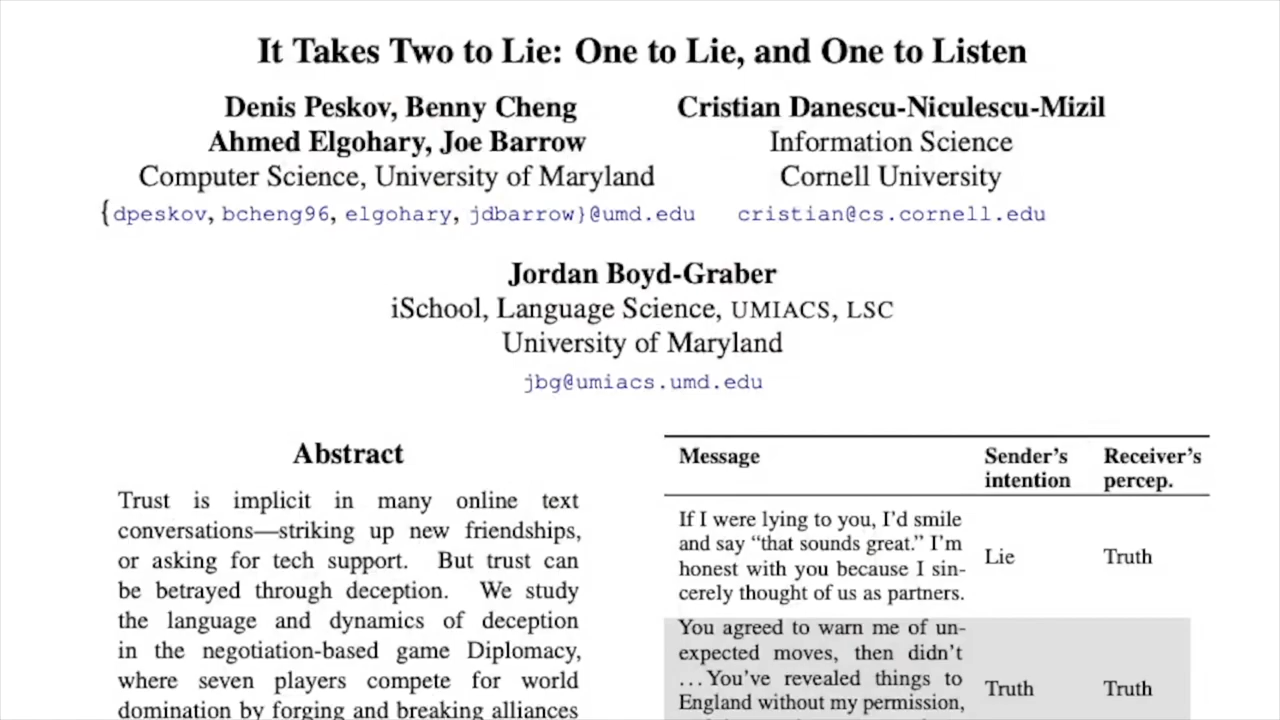 It Takes Two to Lie: One to Lie, and One to Listen
Denis Peskov, Benny Cheng
Ahmed Elgohary, Joe Barrow
Computer Science, University of Maryland
{dpeskov, bcheng96, elgohary, jdbarrow}@umd.edu
Cristian Danescu-Niculescu-Mizil
Information Science
Cornell University
cristian@cs.cornell.edu
Jordan Boyd-Graber
iSchool, Language Science, UMIACS, LSC
University of Maryland
jbg@umiacs.umd.edu
Abstract
Trust is implicit in many online text
conversations—striking up new friendships,
or asking for tech support. But trust can
be betrayed through deception. We study
the language and dynamics of deception
in the negotiation-based game Diplomacy,
where seven players compete for world
domination by forging and breaking alliances
Message
Sender's
intention
Receiver's
percep.
If I were lying to you, I'd smile
and say “that sounds great.” I'm
honest with you because I sin-
cerely thought of us as partners.
Lie
Truth
You agreed to warn me of un-
expected moves, then didn't
...You've revealed things to
England without my permission,
Truth
Truth